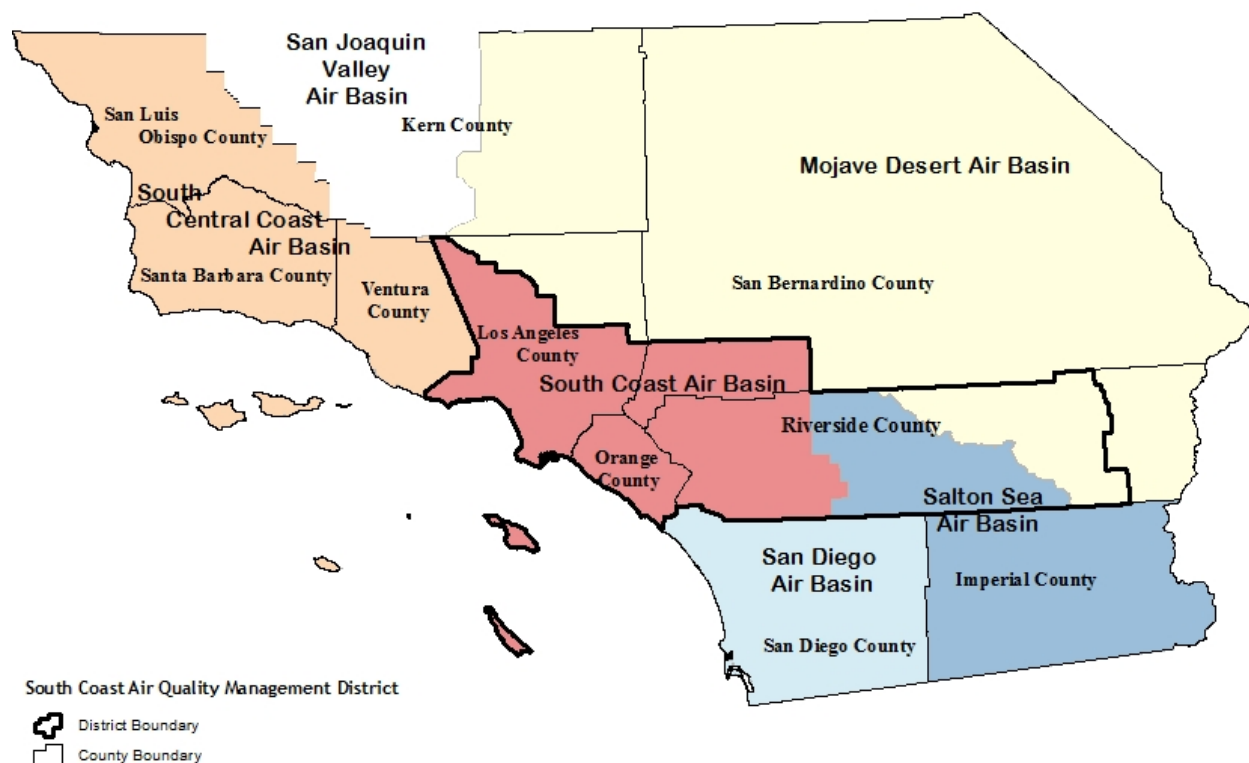 San Joaquin
Valley
Air Basin
Kern County
San Luis
Obispo County
Mojave Desert Air Basin
South
Central Coast
Air Basin
Santa Barbara County
Ventura
County
San Bernardino County
Los Angeles
County
South Coast Air Basin
Riverside County
Orange
County
Salton Sea
Air Basin
San Diego
Air Basin
Imperial County
San Diego County
South Coast Air Quality Management District
District Boundary
County Boundary